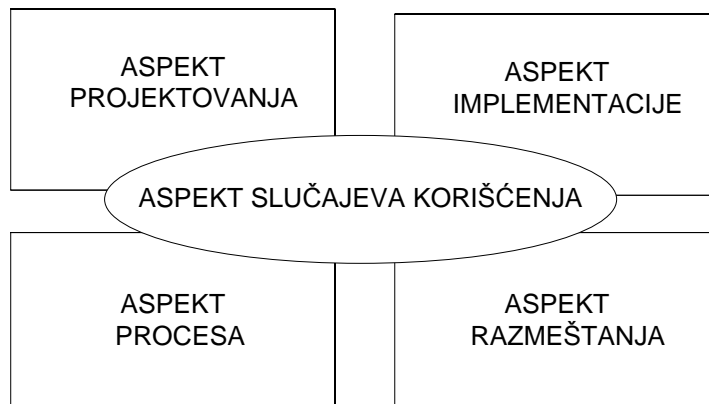 ASPEKT
PROJEKTOVANJA
ASPEKT
IMPLEMENTACIJE
ASPEKT SLUČAJEVA KORIŠĆENJA
ASPEKT
PROCESA
ASPEKT
RAZMEŠTANJA